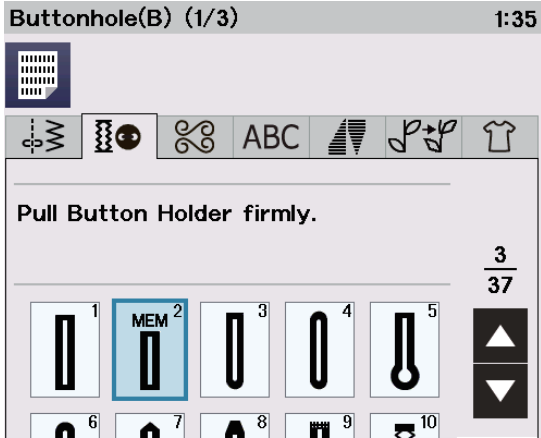 Buttonhole(B) (1/3) 1:35
ABC
Pull Button Holder firmly.
3
37
1 MEM 2 3 4 5
6 7 8 9 10